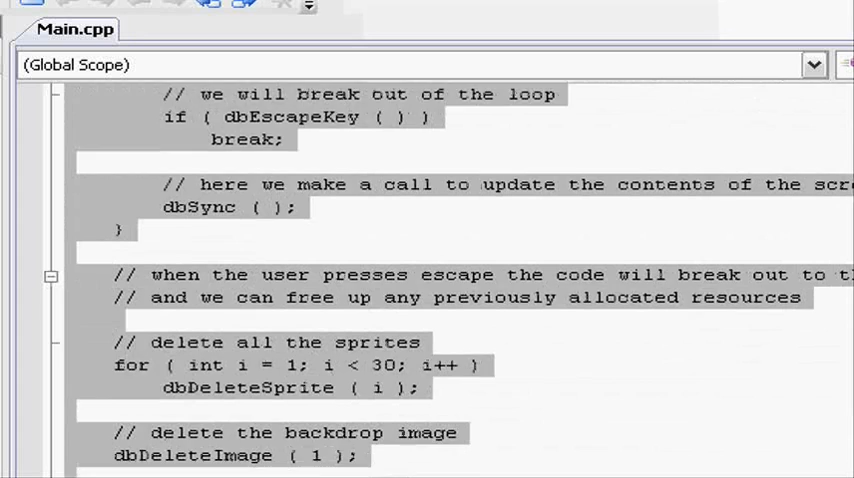 Main.cpp
(Global Scope)
// we will break out of the loop
if ( dbEscapeKey ( ) )
break;
// here we make a call to update the contents of the scre
dbSync ( );
}
// when the user presses escape the code will break out to th
// and we can free up any previously allocated resources
// delete all the sprites
for ( int i = 1; i < 30; i++ )
dbDeleteSprite ( i );
// delete the backdrop image
dbDeleteImage ( 1 );